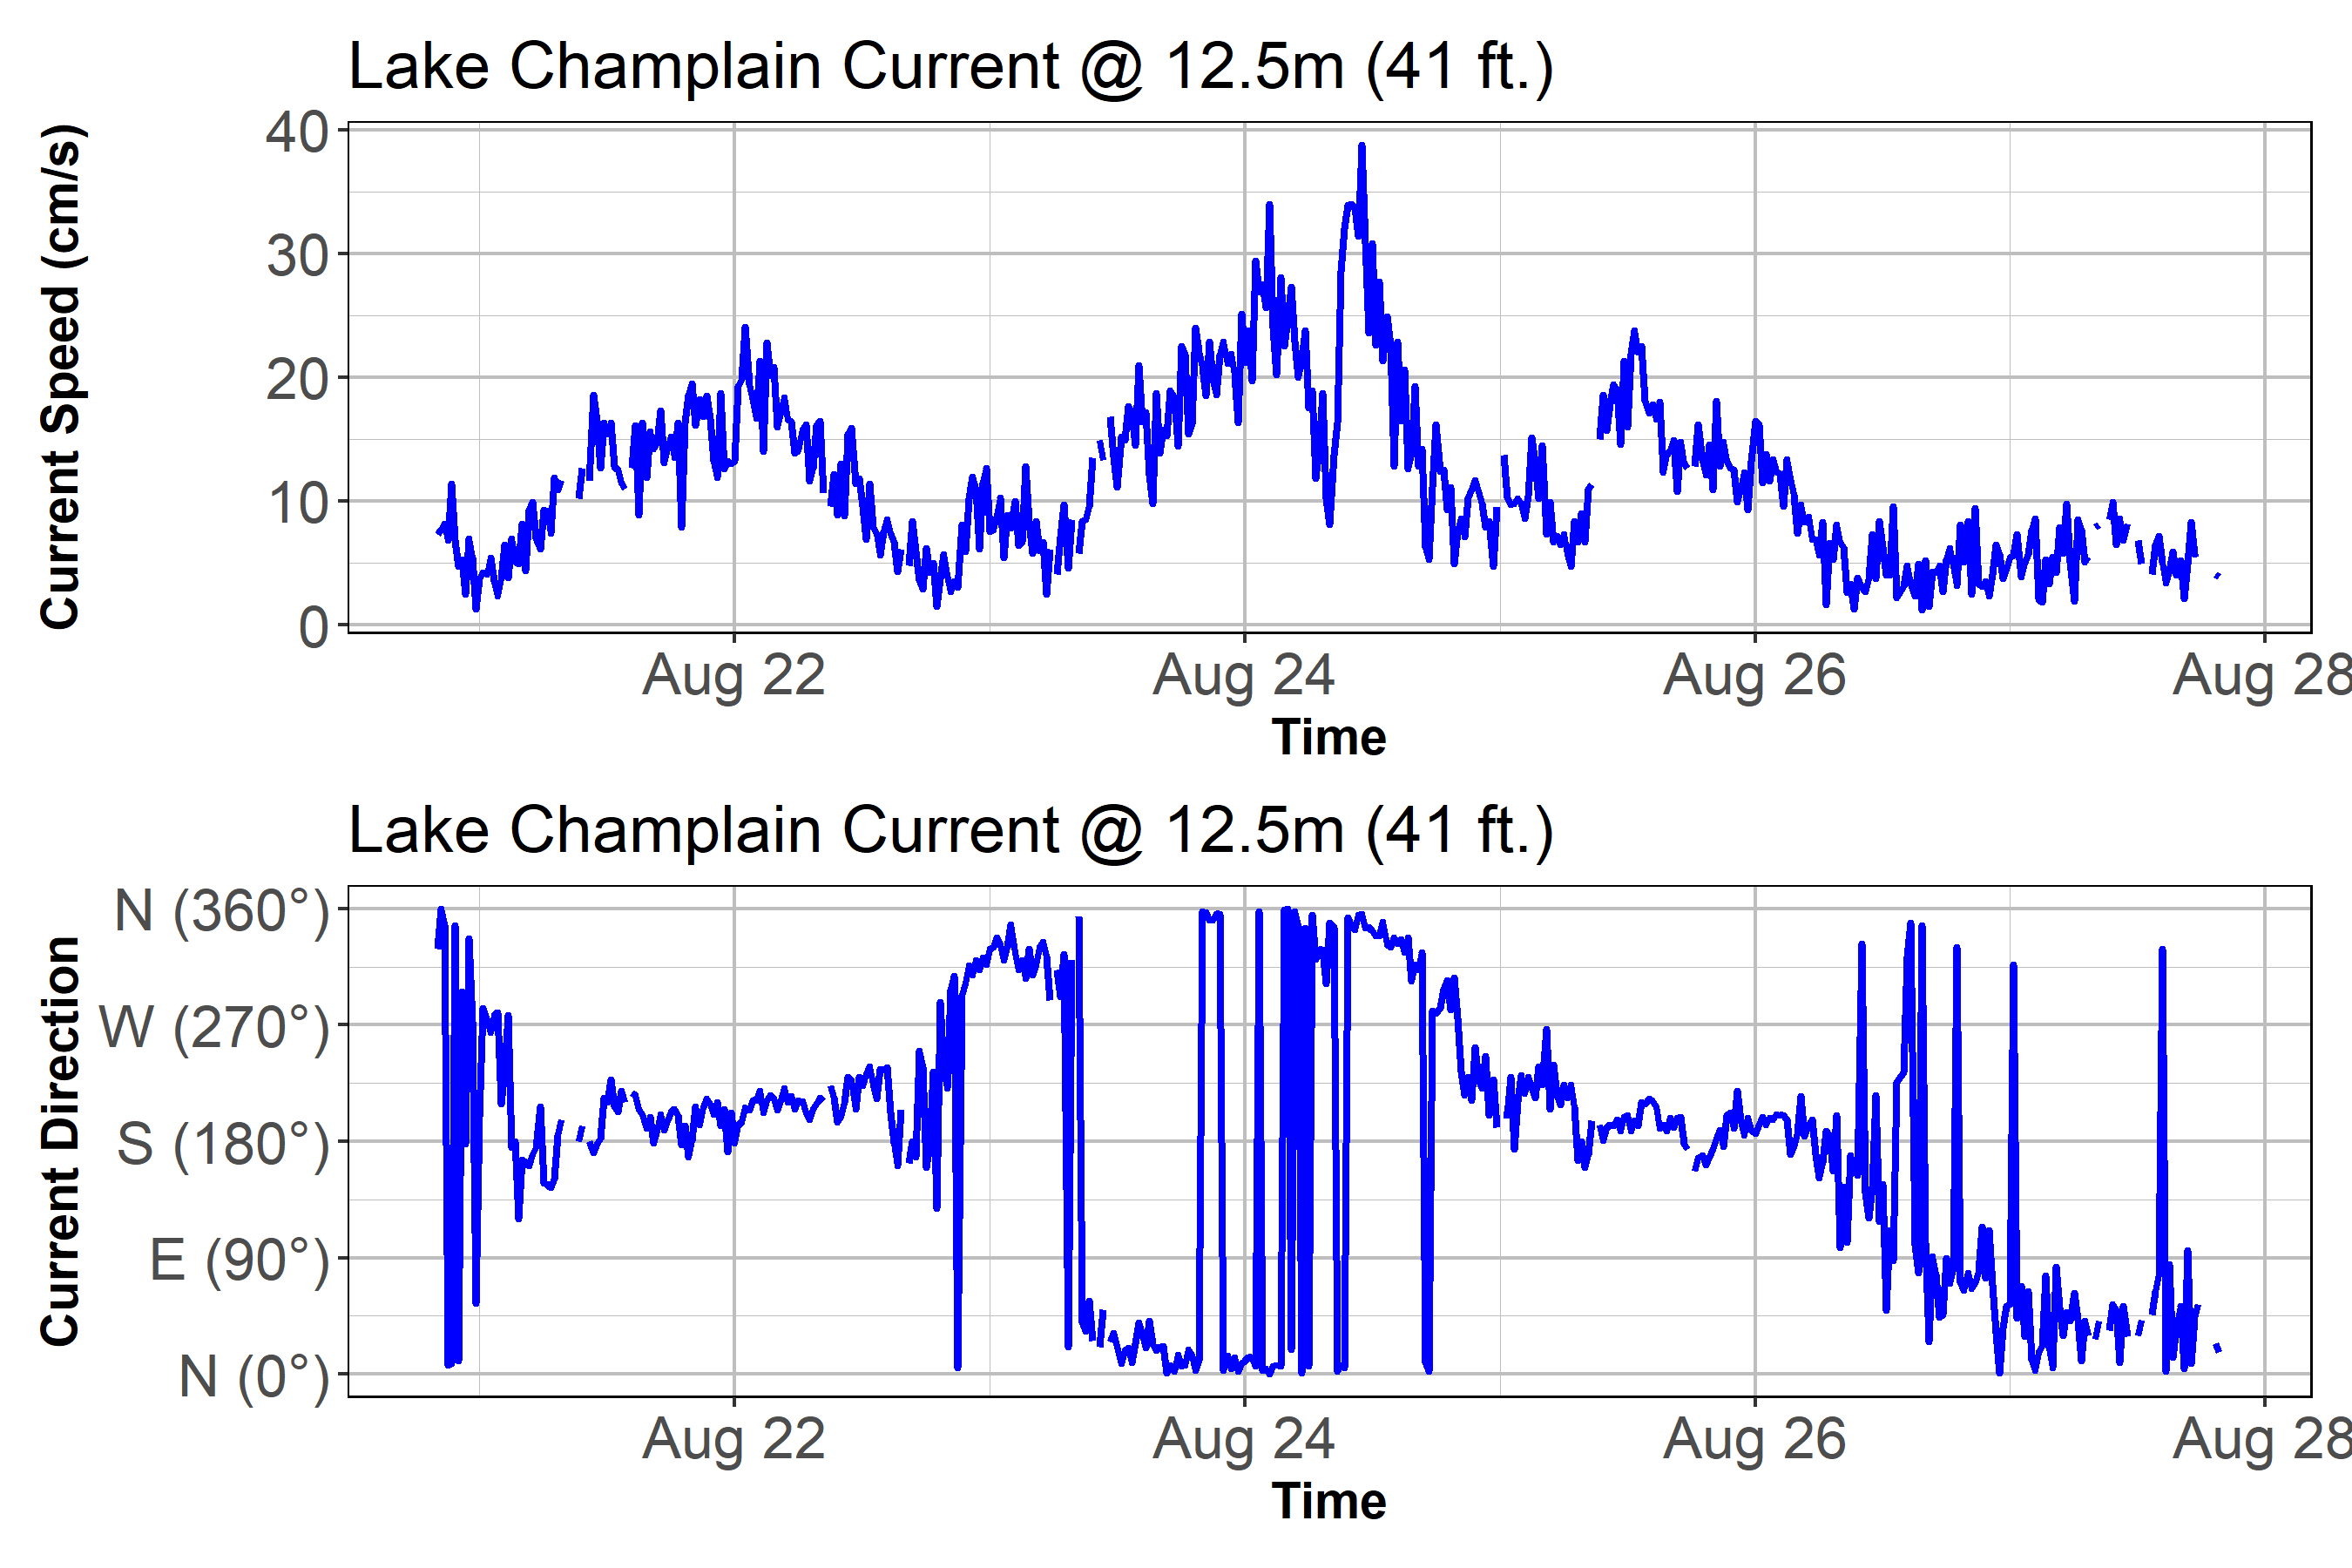 Lake Champlain Current @ 12.5m (41 ft.)
Current Speed (cm/s)
40
30
20
10
0
Aug 22 Aug 24 Aug 26 Aug 28
Time
Lake Champlain Current @ 12.5m (41 ft.)
Current Direction
N (360°)
W (270°)
S (180°)
E (90°)
N (0°)
Aug 22 Aug 24 Aug 26 Aug 28
Time